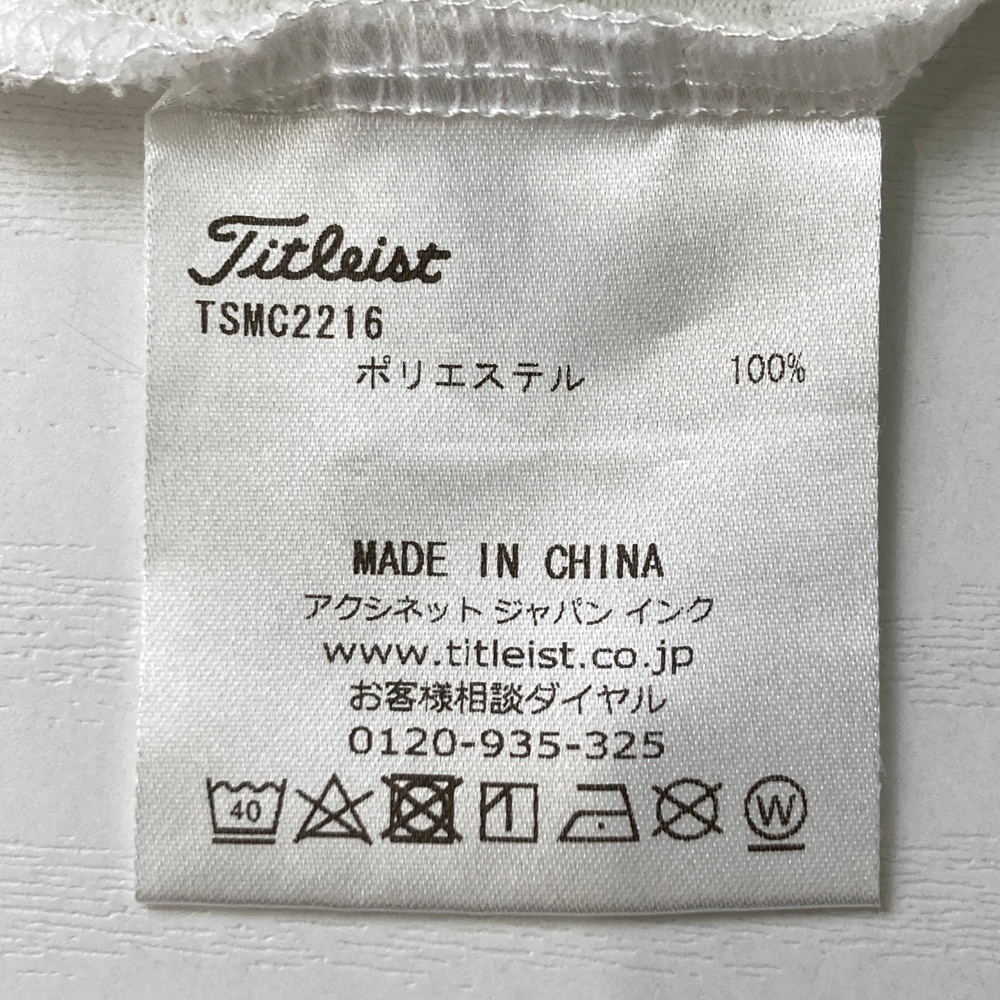 Titleist
TSMC2216
ポリエステル 100%
MADE IN CHINA
アクシネット ジャパン インク
www.titleist.co.jp
お客様相談ダイヤル
0120-935-325
40 W